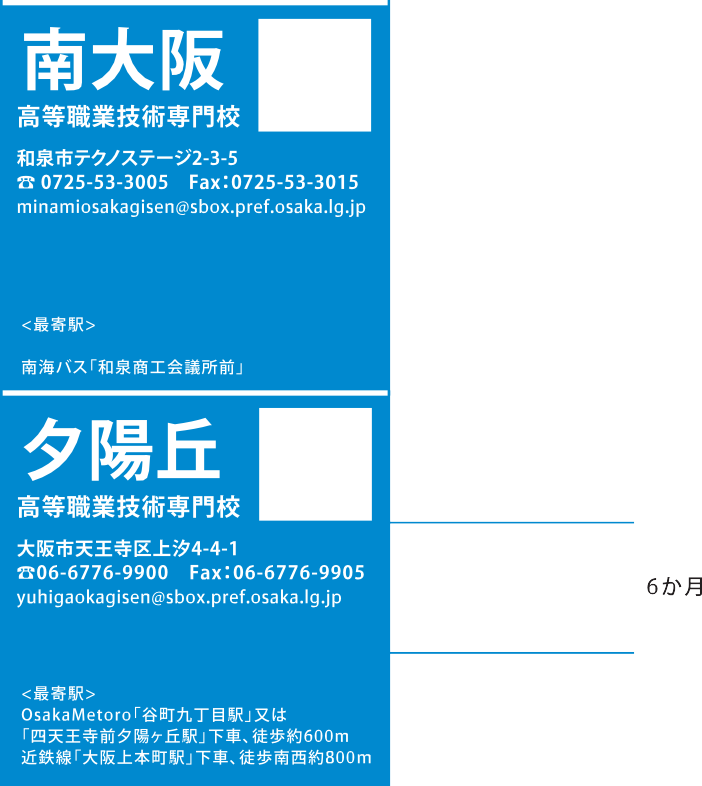 南大阪
高等職業技術専門校
和泉市テクノステージ2-3-5
☎ 0725-53-3005　Fax：0725-53-3015
minamiosakagisen@sbox.pref.osaka.lg.jp
<最寄駅>
南海バス「和泉商工会議所前」
夕陽丘
高等職業技術専門校
大阪市天王寺区上汐4-4-1
☎06-6776-9900　Fax：06-6776-9905
yuhigaokagisen@sbox.pref.osaka.lg.jp
6か月
<最寄駅>
OsakaMetoro「谷町九丁目駅」又は
「四天王寺前夕陽ヶ丘駅」下車、徒歩約600m
近鉄線「大阪上本町駅」下車、徒歩南西約800m